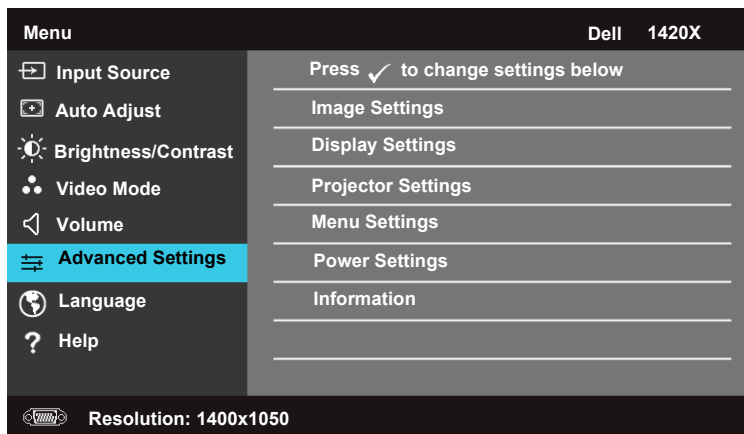 Menu
Dell 1420X
Input Source
Auto Adjust
Brightness/Contrast
Video Mode
Volume
Advanced Settings
Language
? Help
Press ✓ to change settings below
Image Settings
Display Settings
Projector Settings
Menu Settings
Power Settings
Information
Resolution: 1400x1050